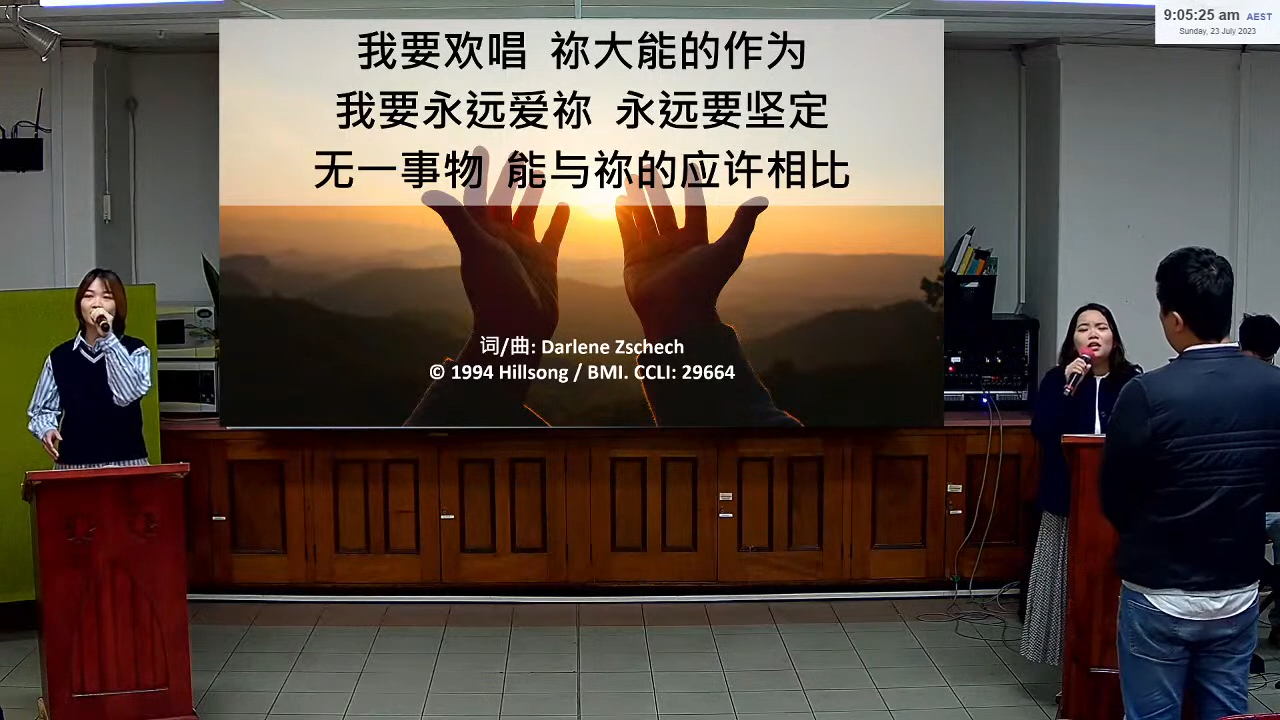 9:05:25 am AEST
Sunday, 23 July 2023
我要欢唱 祢大能的作为
我要永远爱祢 永远要坚定
无一事物 能与祢的应许相比
词/曲: Darlene Zschech
© 1994 Hillsong / BMI. CCLI: 29664